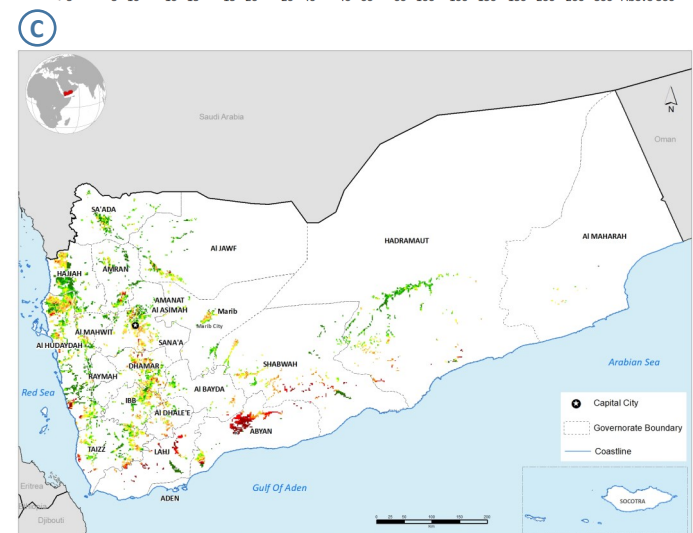 C
N
Saudi Arabia
Oman
SA'ADA
Al JAWF
HADRAMAUT
Al MAHARAH
HAJJAH
AMRAN
AMANAT
Al ASIMAH
Marib
Marib City
Al MAHWIT
Al HUDAYDAH
SANA'A
DHAMAR
SHABWAH
Arabian Sea
RAYMAH
Al BAYDA
Red Sea
IBB
Al DHALE'E
ABYAN
TAIZZ
LAHJ
ADEN
Gulf Of Aden
Eritrea
Djibouti
Capital City
Governorate Boundary
Coastline
SOCOTRA